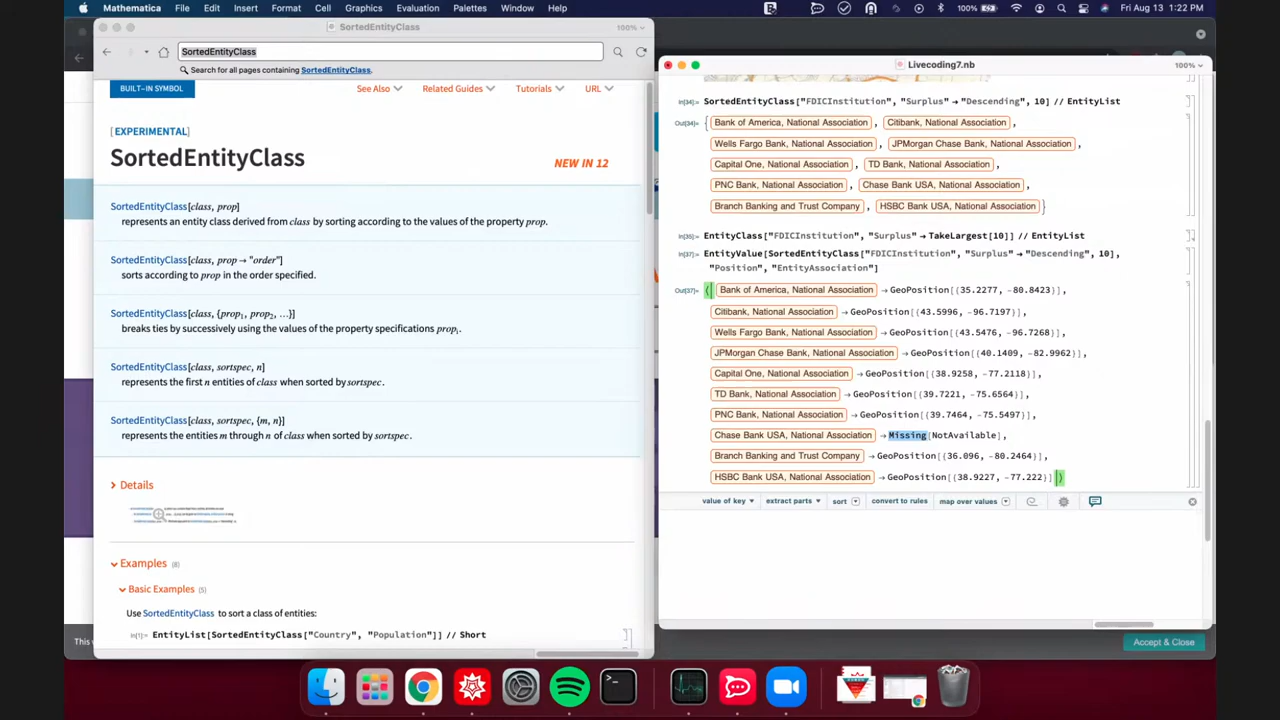 Mathematica File Edit Insert Format Cell Graphics Evaluation Palettes Window Help 100% Fri Aug 13 1:22 PM
SortedEntityClass 100%
SortedEntityClass
Search for all pages containing SortedEntityClass.
BUILT-IN SYMBOL See Also Related Guides Tutorials URL
[EXPERIMENTAL]
SortedEntityClass NEW IN 12
SortedEntityClass[class, prop]
represents an entity class derived from class by sorting according to the values of the property prop.
SortedEntityClass[class, prop → "order"]
sorts according to prop in the order specified.
SortedEntityClass[class, {prop1, prop2, …}]
breaks ties by successively using the values of the property specifications propi.
SortedEntityClass[class, sortspec, n]
represents the first n entities of class when sorted by sortspec.
SortedEntityClass[class, sortspec, {m, n}]
represents the entities m through n of class when sorted by sortspec.
Details
Examples (8)
Basic Examples (5)
Use SortedEntityClass to sort a class of entities:
In[1]:= EntityList[SortedEntityClass["Country", "Population"]] // Short
Livecoding7.nb 100%
In[34]:= SortedEntityClass["FDICInstitution", "Surplus" → "Descending", 10] // EntityList
Out[34]= { Bank of America, National Association , Citibank, National Association ,
Wells Fargo Bank, National Association , JPMorgan Chase Bank, National Association ,
Capital One, National Association , TD Bank, National Association ,
PNC Bank, National Association , Chase Bank USA, National Association ,
Branch Banking and Trust Company , HSBC Bank USA, National Association }
In[35]:= EntityClass["FDICInstitution", "Surplus" → TakeLargest[10]] // EntityList
In[37]:= EntityValue[SortedEntityClass["FDICInstitution", "Surplus" → "Descending", 10],
"Position", "EntityAssociation"]
Out[37]= <| Bank of America, National Association → GeoPosition[{35.2277, -80.8423}],
Citibank, National Association → GeoPosition[{43.5996, -96.7197}],
Wells Fargo Bank, National Association → GeoPosition[{43.5476, -96.7268}],
JPMorgan Chase Bank, National Association → GeoPosition[{40.1409, -82.9962}],
Capital One, National Association → GeoPosition[{38.9258, -77.2118}],
TD Bank, National Association → GeoPosition[{39.7221, -75.6564}],
PNC Bank, National Association → GeoPosition[{39.7464, -75.5497}],
Chase Bank USA, National Association → Missing[NotAvailable],
Branch Banking and Trust Company → GeoPosition[{36.096, -80.2464}],
HSBC Bank USA, National Association → GeoPosition[{38.9227, -77.222}] |>
value of key extract parts sort convert to rules map over values
This w
Accept & Close